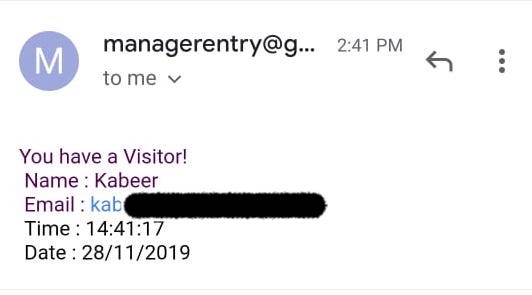 M
managerentry@g...
2:41 PM
to me
You have a Visitor!
Name : Kabeer
Email : kab
Time : 14:41:17
Date : 28/11/2019